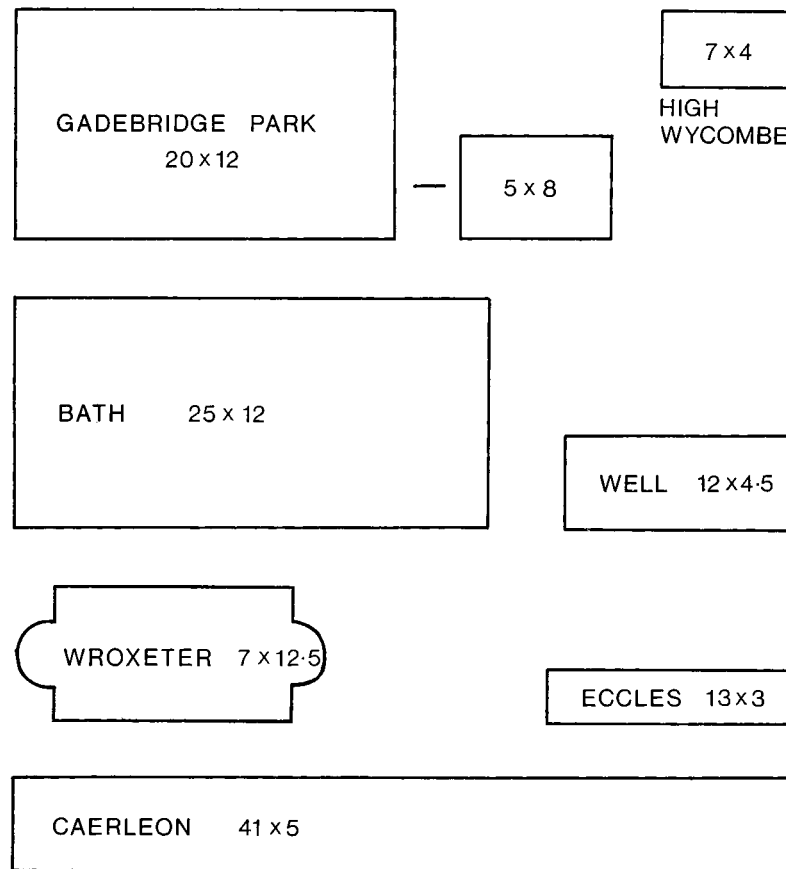 GADEBRIDGE PARK
20 x 12
5 x 8
7 x 4
HIGH
WYCOMBE
BATH 25 x 12
WELL 12 x 4·5
WROXETER 7 x 12·5
ECCLES 13 x 3
CAERLEON 41 x 5